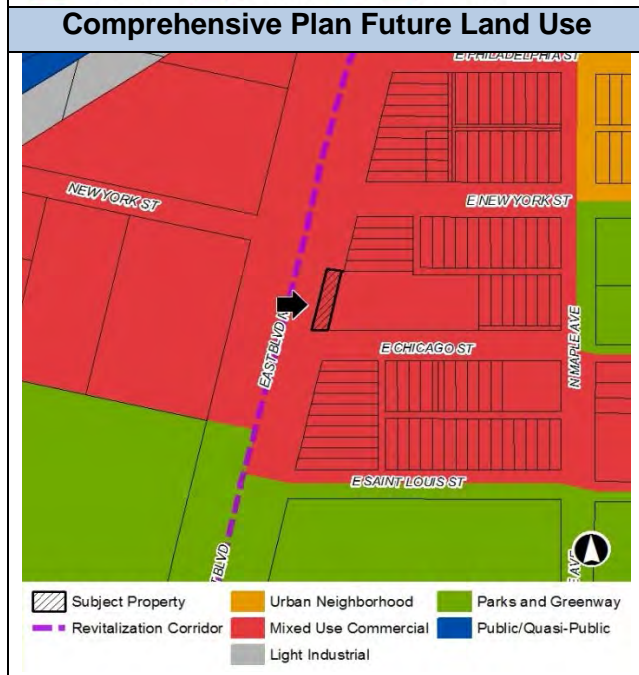 Comprehensive Plan Future Land Use
E PHILADELPHIA ST
NEW YORK ST
E NEW YORK ST
EAST BLVD N
E CHICAGO ST
N MAPLE AVE
E SAINT LOUIS ST
BLVD
AVE
Subject Property
Urban Neighborhood
Parks and Greenway
Revitalization Corridor
Mixed Use Commercial
Public/Quasi-Public
Light Industrial